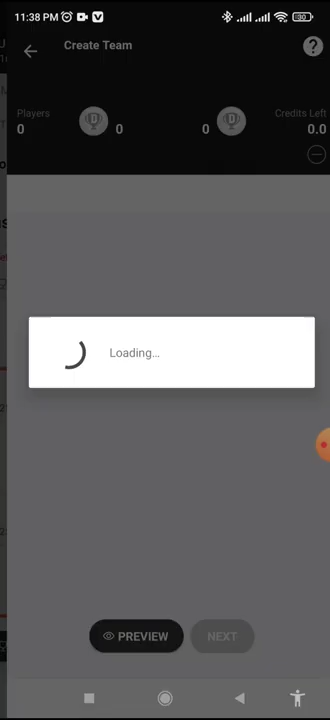 11:38 PM
Create Team
?
Players
Credits Left
0
D
0
0
D
0.0
Loading...
PREVIEW
NEXT